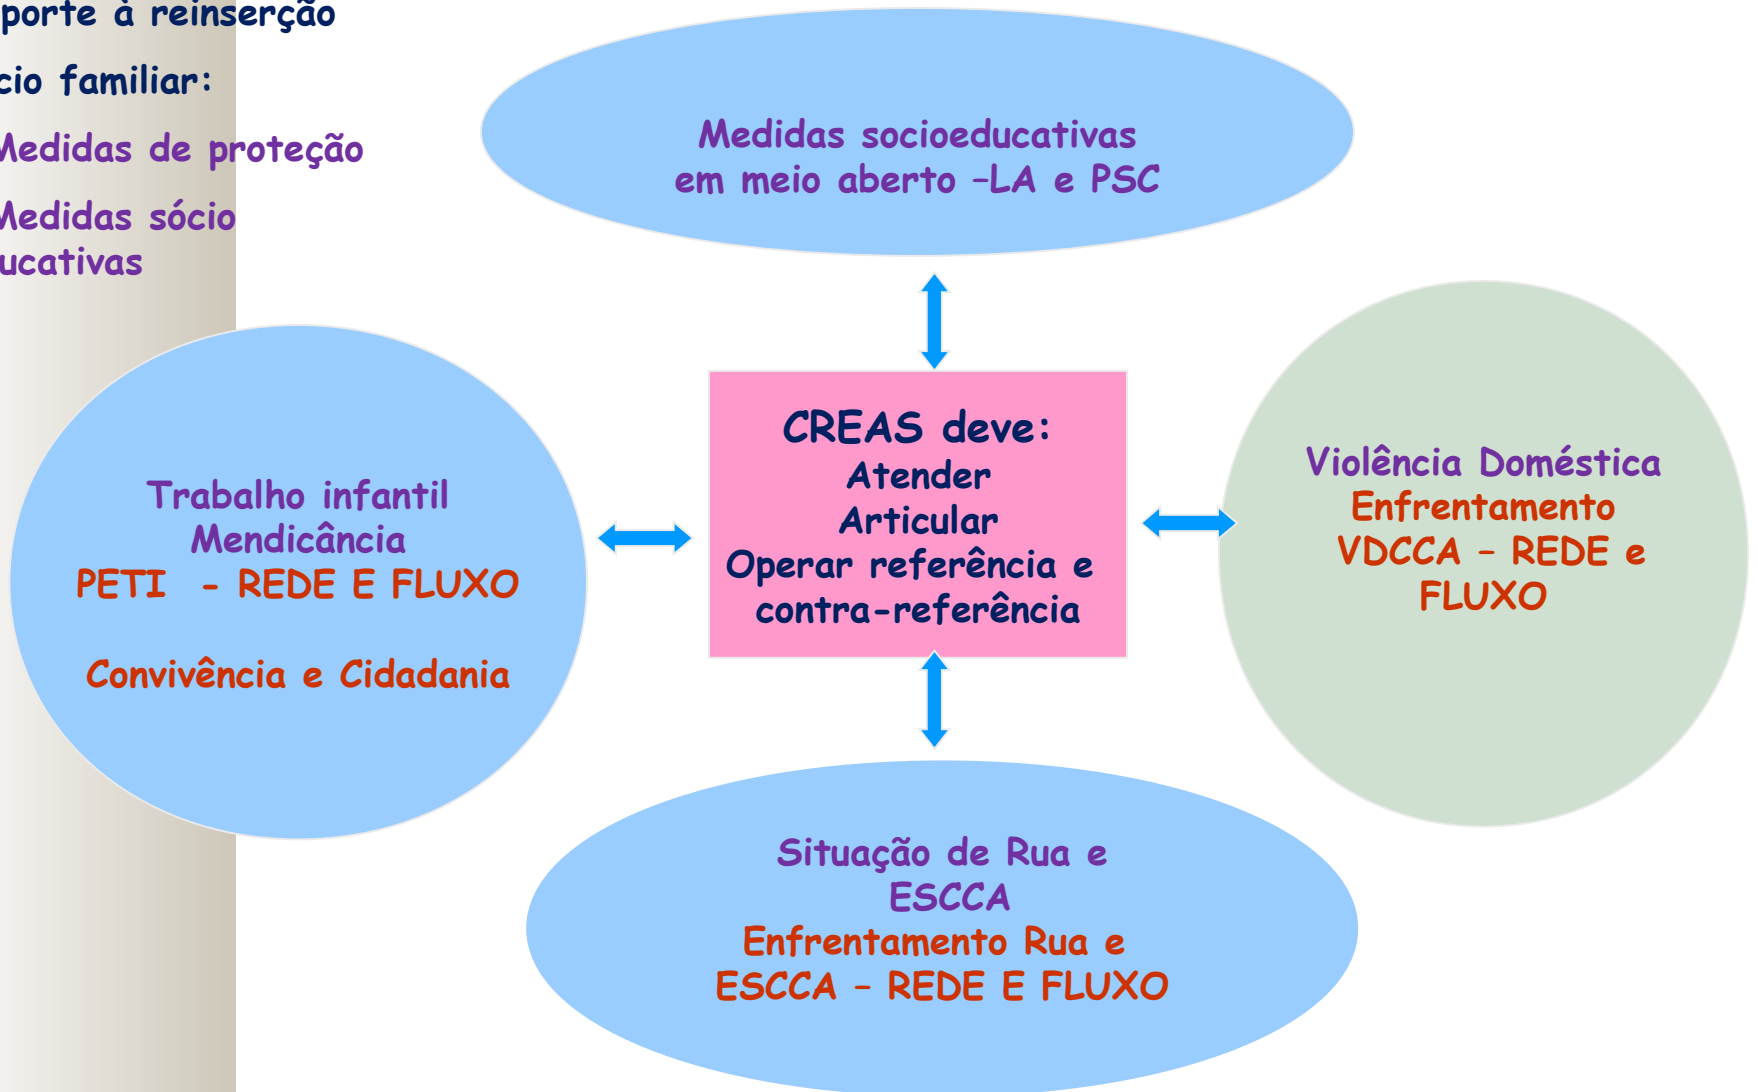 porte à reinserção
cio familiar:
Medidas de proteção
Medidas sócio
ucativas
Medidas socioeducativas
em meio aberto –LA e PSC
CREAS deve:
Atender
Articular
Operar referência e
contra-referência
Trabalho infantil
Mendicância
PETI - REDE E FLUXO
Convivência e Cidadania
Violência Doméstica
Enfrentamento
VDCCA – REDE e
FLUXO
Situação de Rua e
ESCCA
Enfrentamento Rua e
ESCCA – REDE E FLUXO